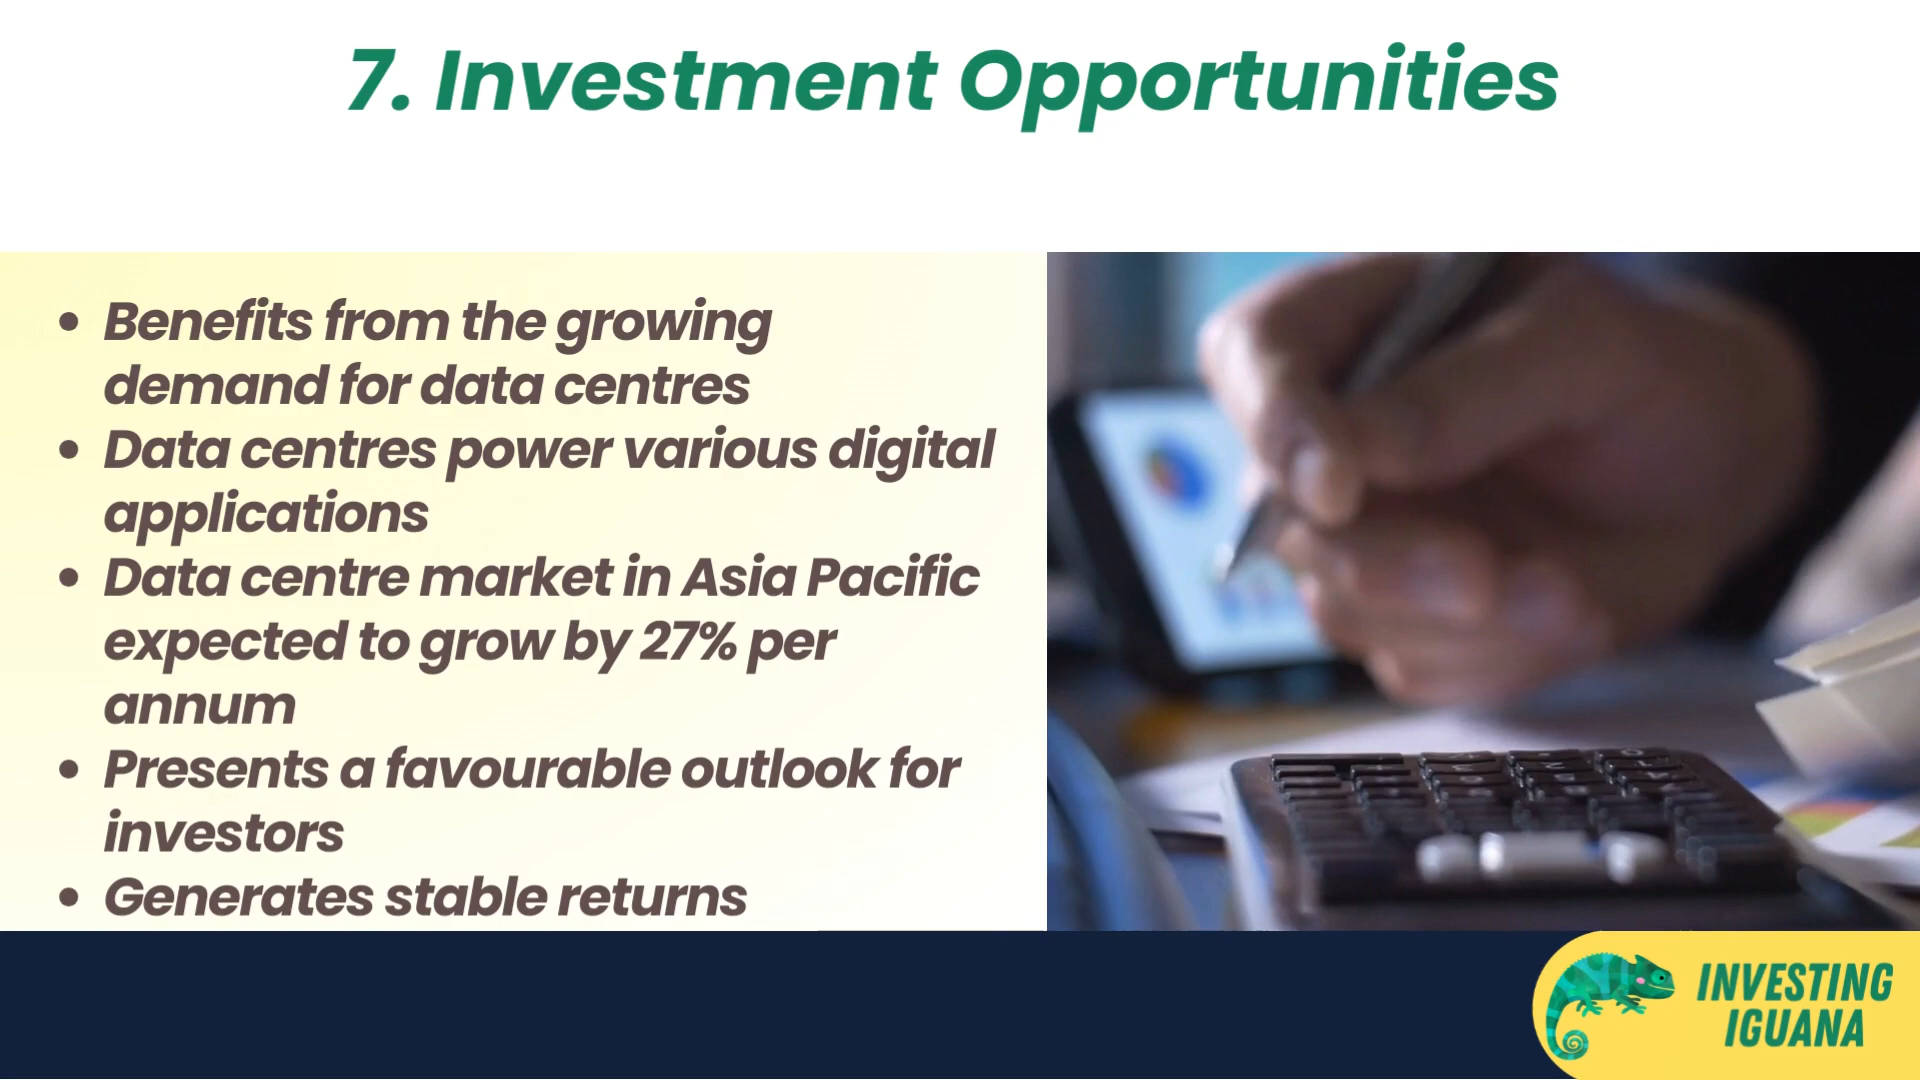 7. Investment Opportunities
• Benefits from the growing
demand for data centres
• Data centres power various digital
applications
• Data centre market in Asia Pacific
expected to grow by 27% per
annum
• Presents a favourable outlook for
investors
• Generates stable returns
INVESTING
IGUANA